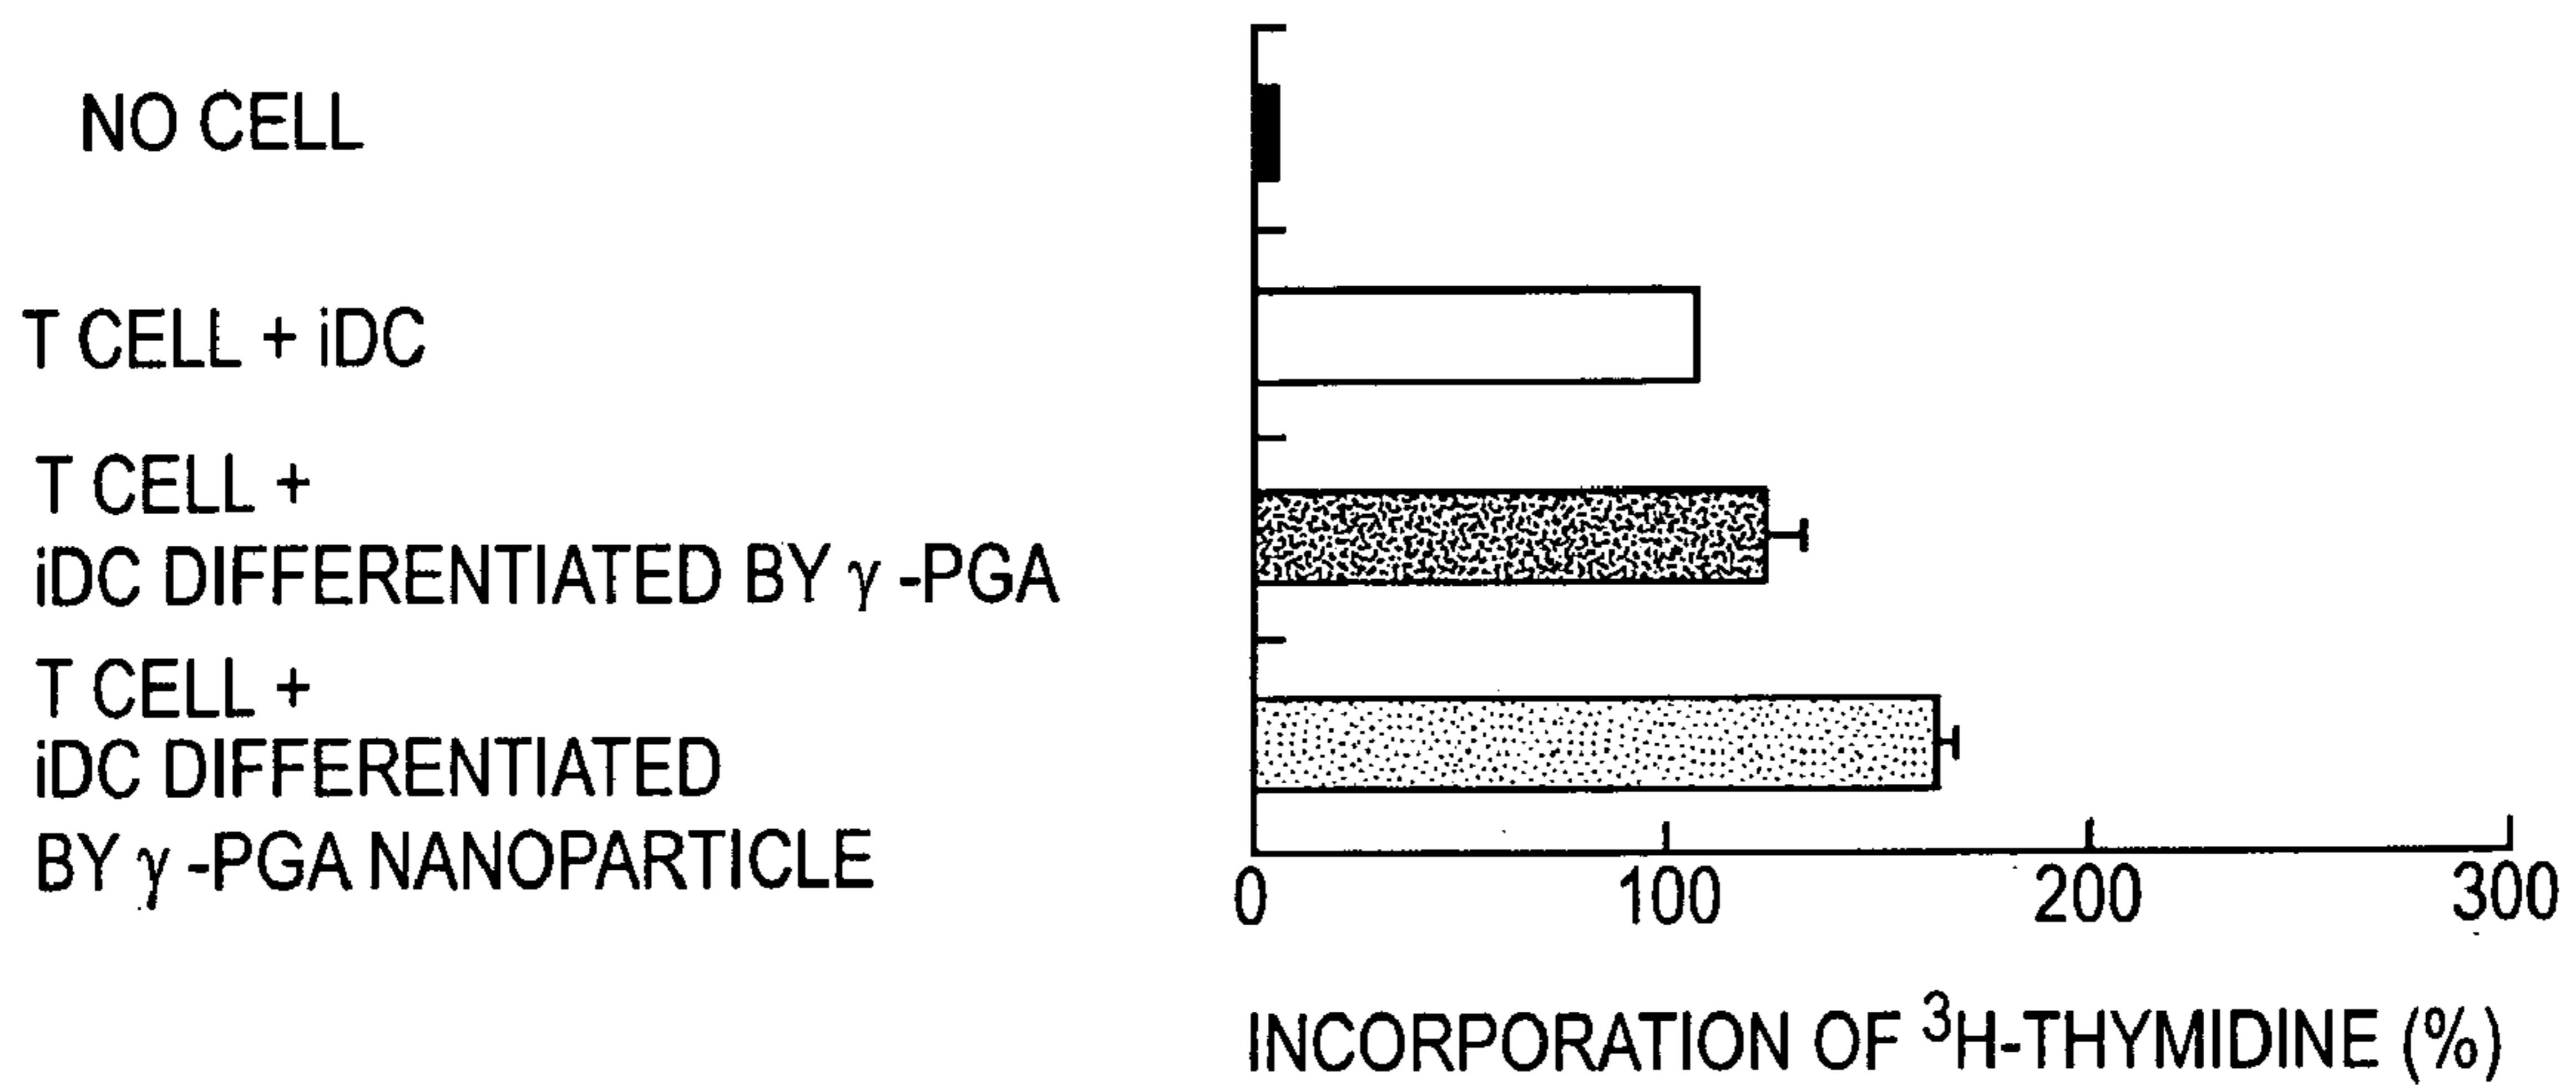 NO CELL
T CELL + iDC
T CELL +
iDC DIFFERENTIATED BY γ -PGA
T CELL +
iDC DIFFERENTIATED
BY γ -PGA NANOPARTICLE
0 100 200 300
INCORPORATION OF ³H-THYMIDINE (%)